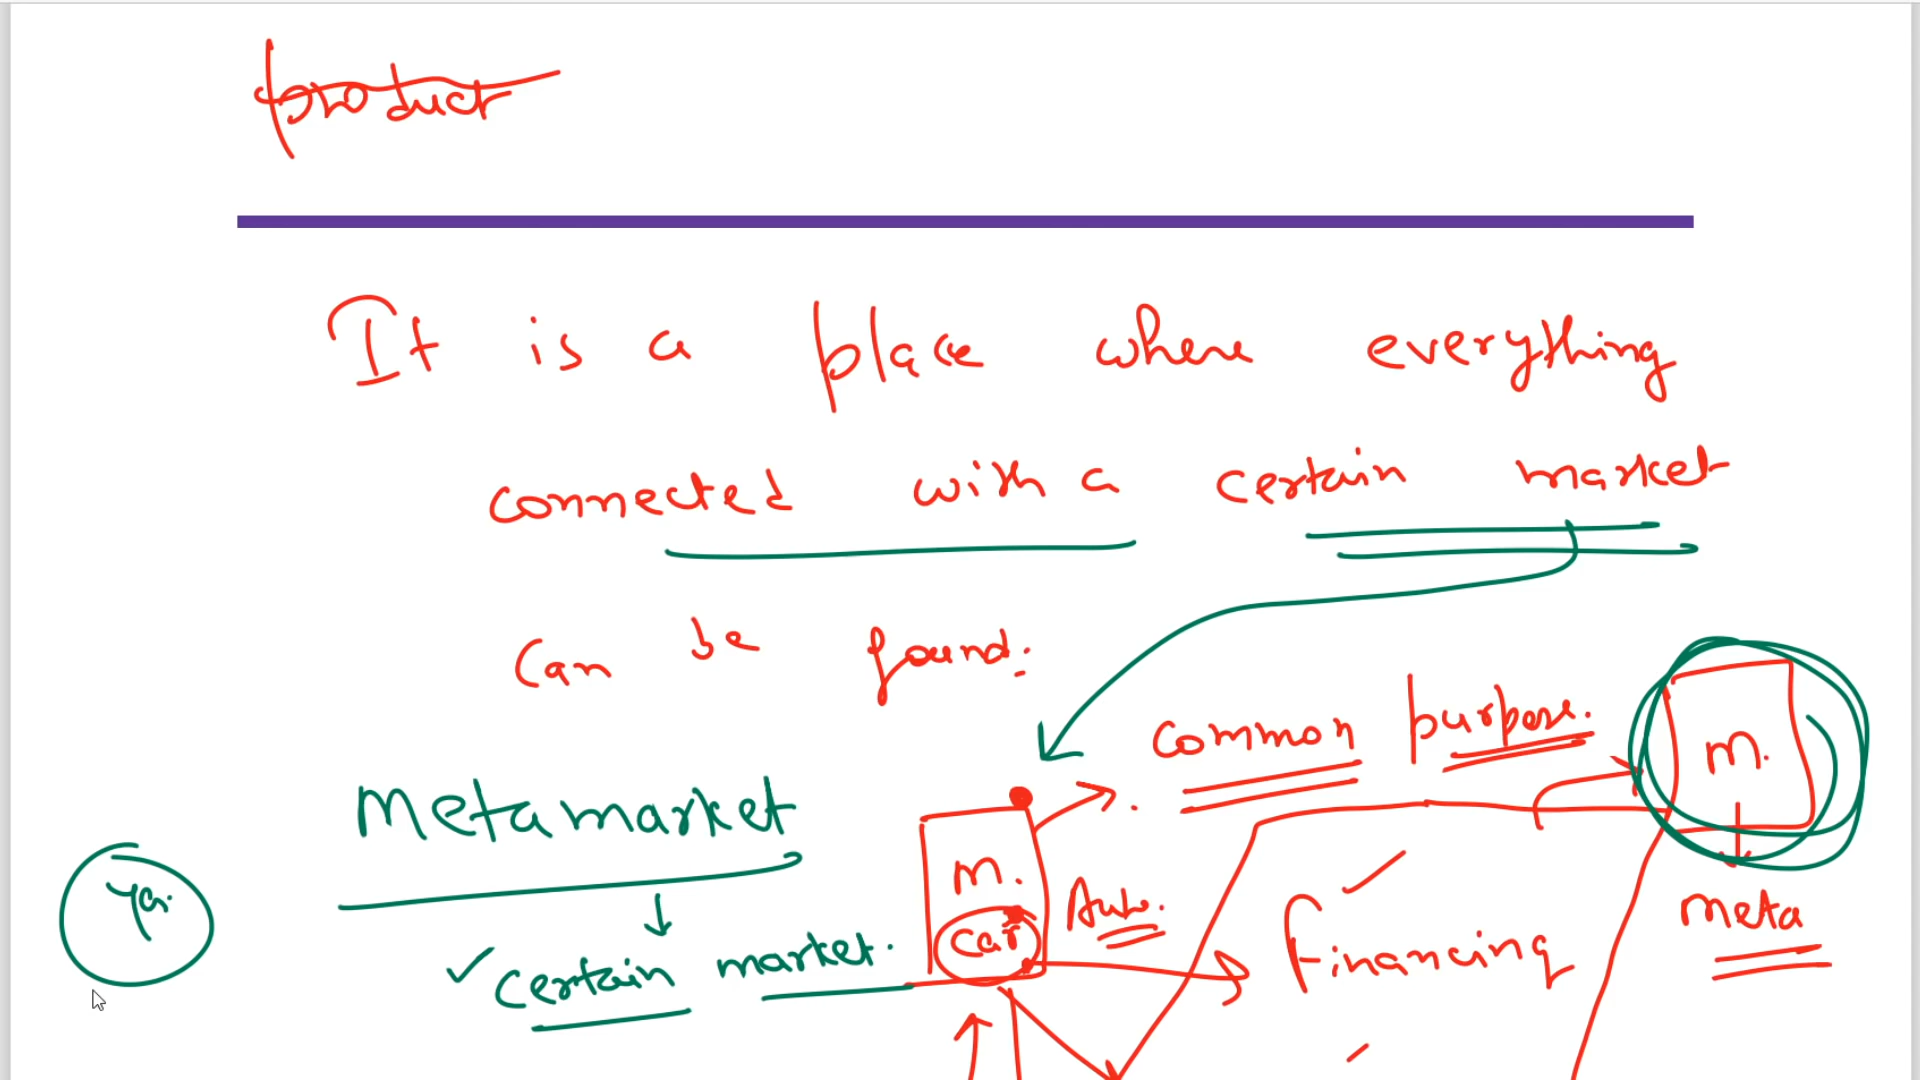 product
It is a place where everything
connected with a certain market
can be found.
common purpose.
m.
Metamarket
m.
Auto.
car
Financing
meta
certain market.